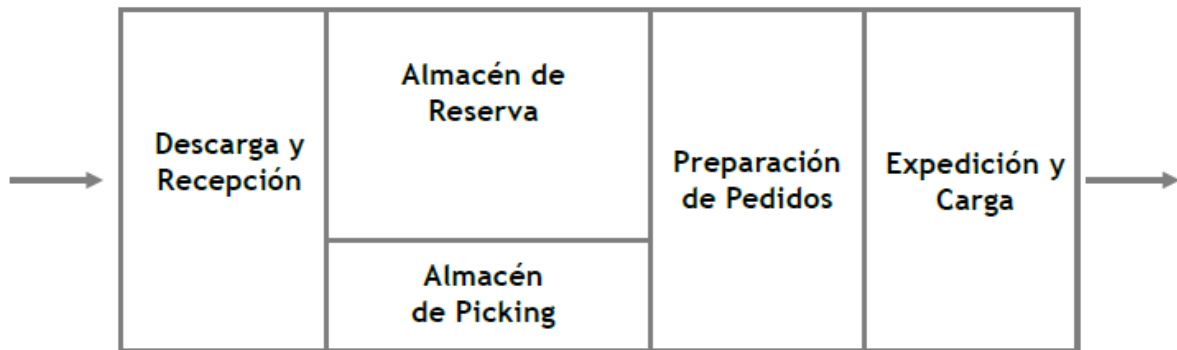 Descarga y
Recepción
Almacén de
Reserva
Almacén
de Picking
Preparación
de Pedidos
Expedición y
Carga